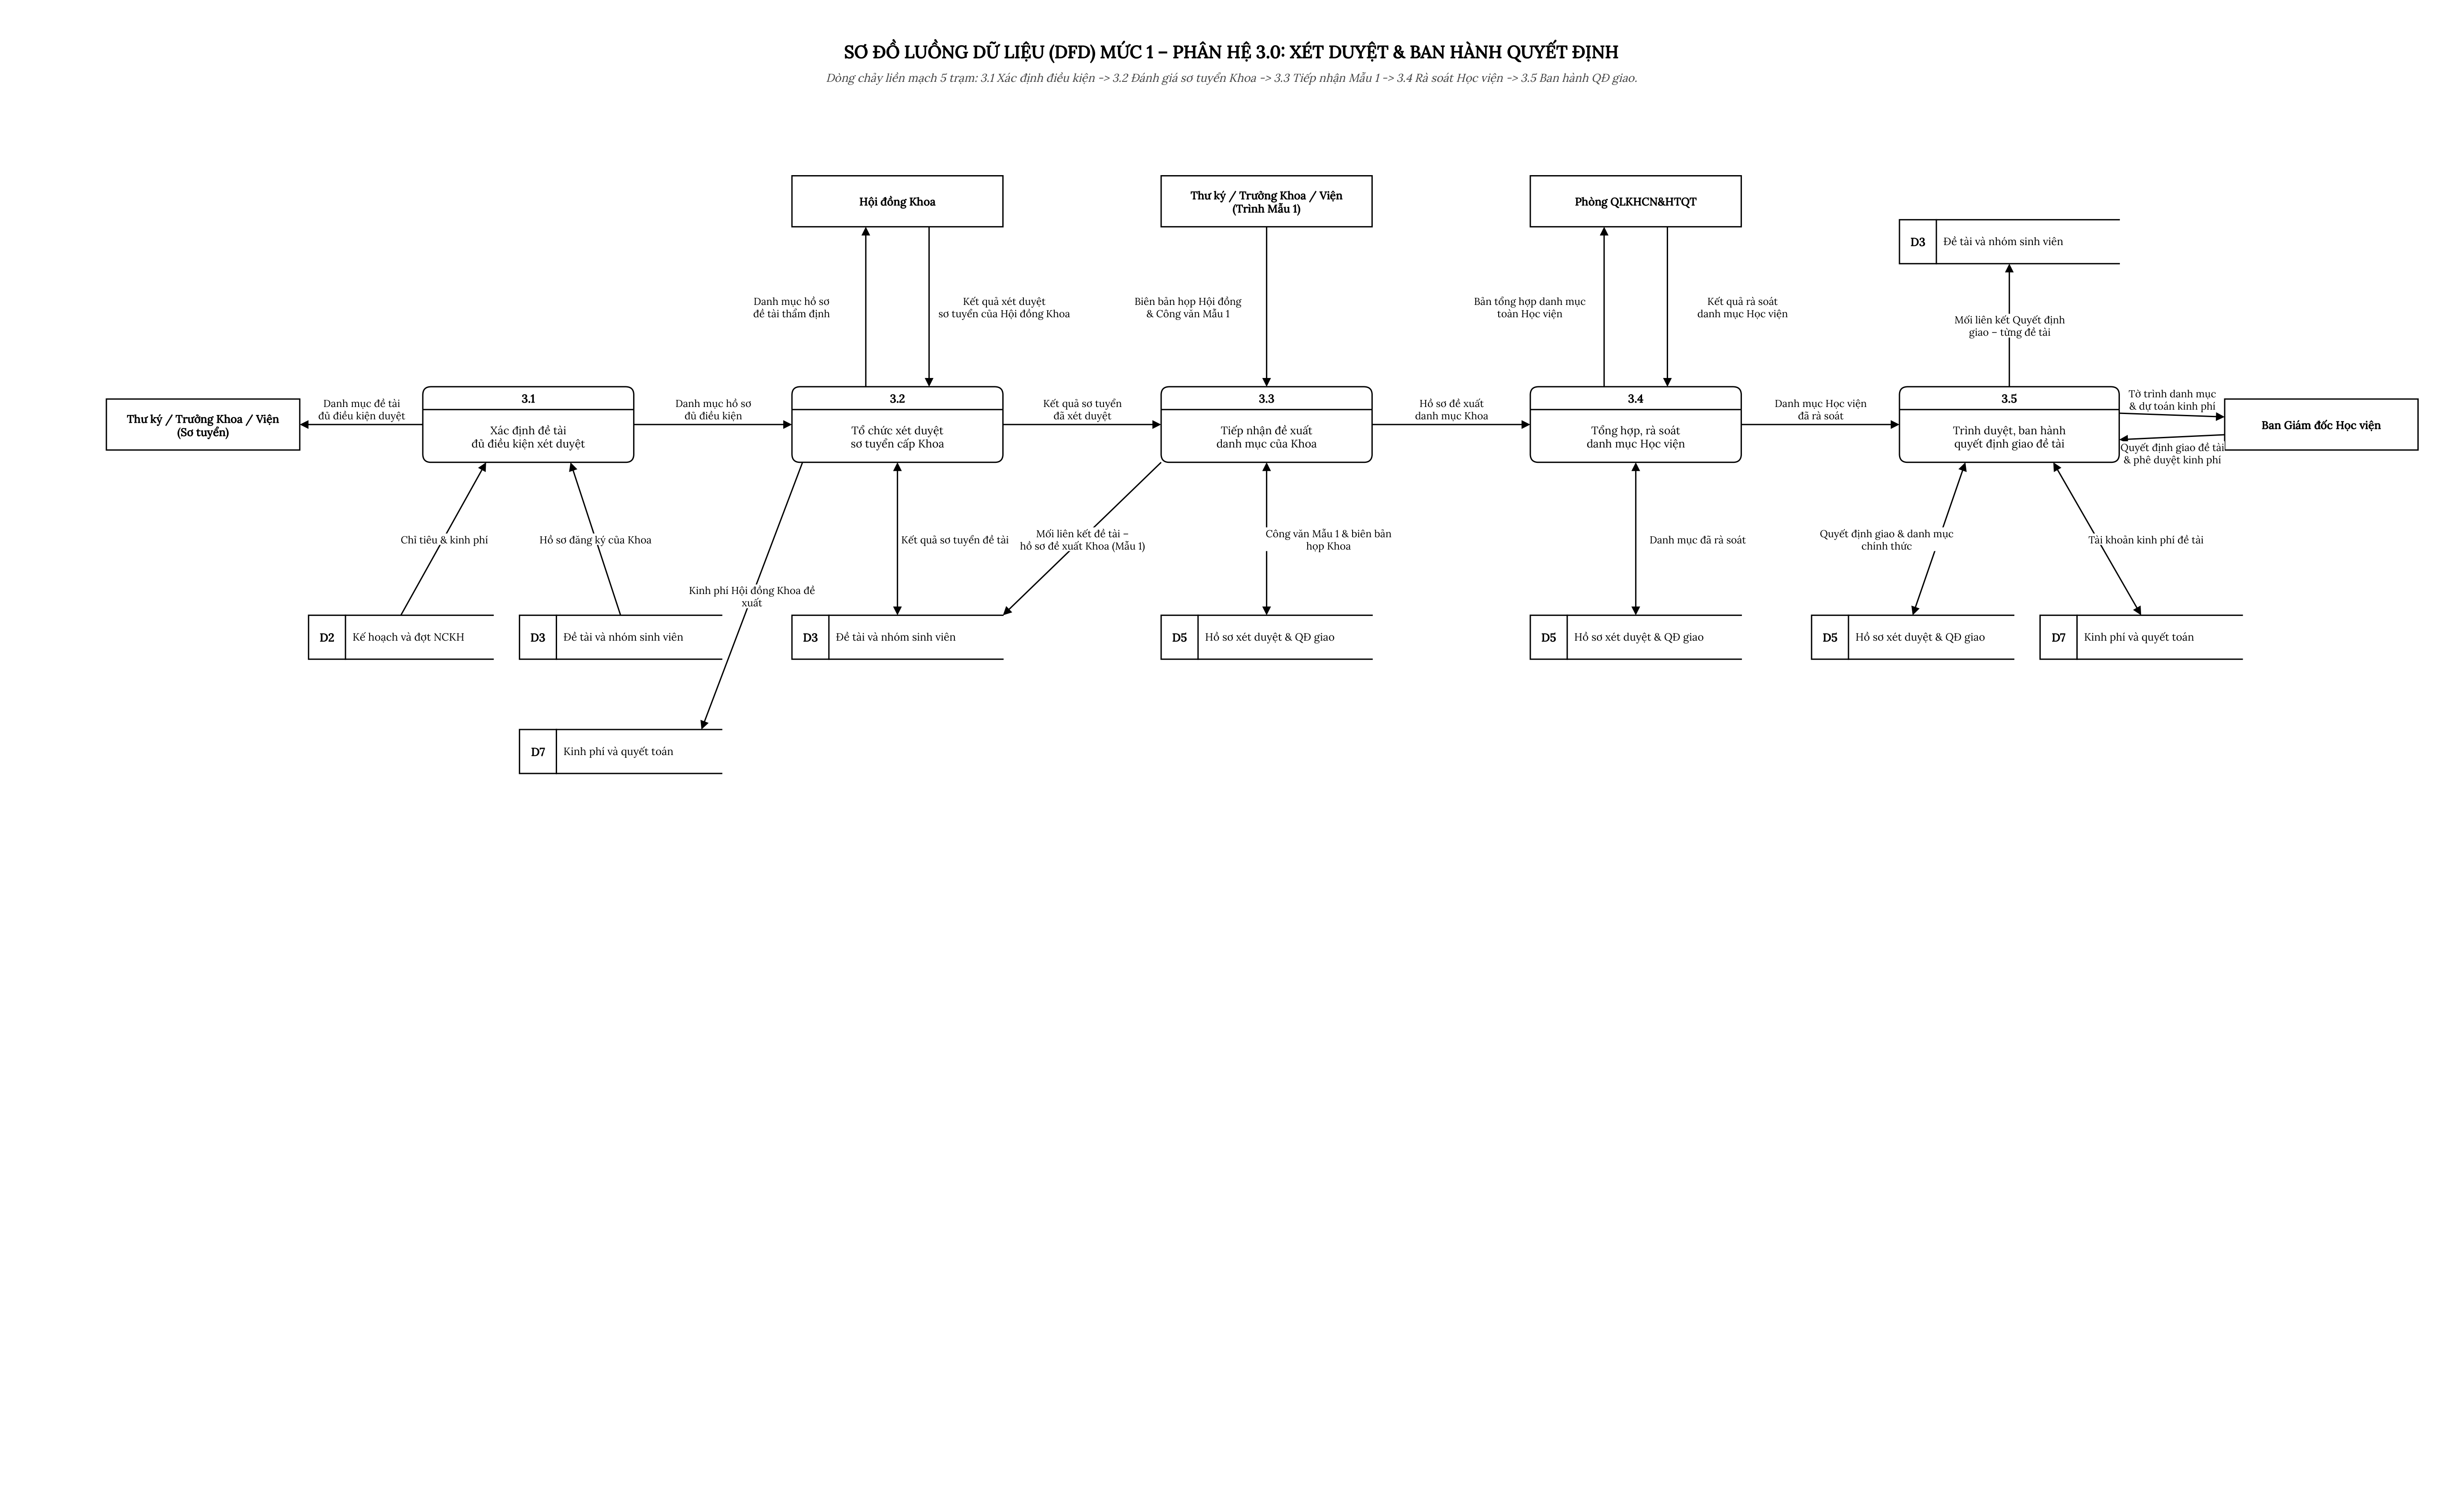 SƠ ĐỒ LUỒNG DỮ LIỆU (DFD) MỨC 1 – PHÂN HỆ 3.0: XÉT DUYỆT & BAN HÀNH QUYẾT ĐỊNH
Dòng chảy liền mạch 5 trạm: 3.1 Xác định điều kiện -> 3.2 Đánh giá sơ tuyển Khoa -> 3.3 Tiếp nhận Mẫu 1 -> 3.4 Rà soát Học viện -> 3.5 Ban hành QĐ giao.
Hội đồng Khoa
Thư ký / Trưởng Khoa / Viện
(Trình Mẫu 1)
Phòng QLKHCN&HTQT
D3
Đề tài và nhóm sinh viên
Danh mục hồ sơ
đề tài thẩm định
Kết quả xét duyệt
sơ tuyển của Hội đồng Khoa
Biên bản họp Hội đồng
& Công văn Mẫu 1
Bản tổng hợp danh mục
toàn Học viện
Kết quả rà soát
danh mục Học viện
Mối liên kết Quyết định
giao – từng đề tài
Thư ký / Trưởng Khoa / Viện
(Sơ tuyển)
Danh mục đề tài
đủ điều kiện duyệt
3.1
Xác định đề tài
đủ điều kiện xét duyệt
Danh mục hồ sơ
đủ điều kiện
3.2
Tổ chức xét duyệt
sơ tuyển cấp Khoa
Kết quả sơ tuyển
đã xét duyệt
3.3
Tiếp nhận đề xuất
danh mục của Khoa
Hồ sơ đề xuất
danh mục Khoa
3.4
Tổng hợp, rà soát
danh mục Học viện
Danh mục Học viện
đã rà soát
3.5
Trình duyệt, ban hành
quyết định giao đề tài
Tờ trình danh mục
& dự toán kinh phí
Quyết định giao đề tài
& phê duyệt kinh phí
Ban Giám đốc Học viện
Chỉ tiêu & kinh phí
Hồ sơ đăng ký của Khoa
Kinh phí Hội đồng Khoa đề
xuất
Kết quả sơ tuyển đề tài
Mối liên kết đề tài –
hồ sơ đề xuất Khoa (Mẫu 1)
Công văn Mẫu 1 & biên bản
họp Khoa
Danh mục đã rà soát
Quyết định giao & danh mục
chính thức
Tài khoản kinh phí đề tài
D2
Kế hoạch và đợt NCKH
D3
Đề tài và nhóm sinh viên
D3
Đề tài và nhóm sinh viên
D5
Hồ sơ xét duyệt & QĐ giao
D5
Hồ sơ xét duyệt & QĐ giao
D5
Hồ sơ xét duyệt & QĐ giao
D7
Kinh phí và quyết toán
D7
Kinh phí và quyết toán